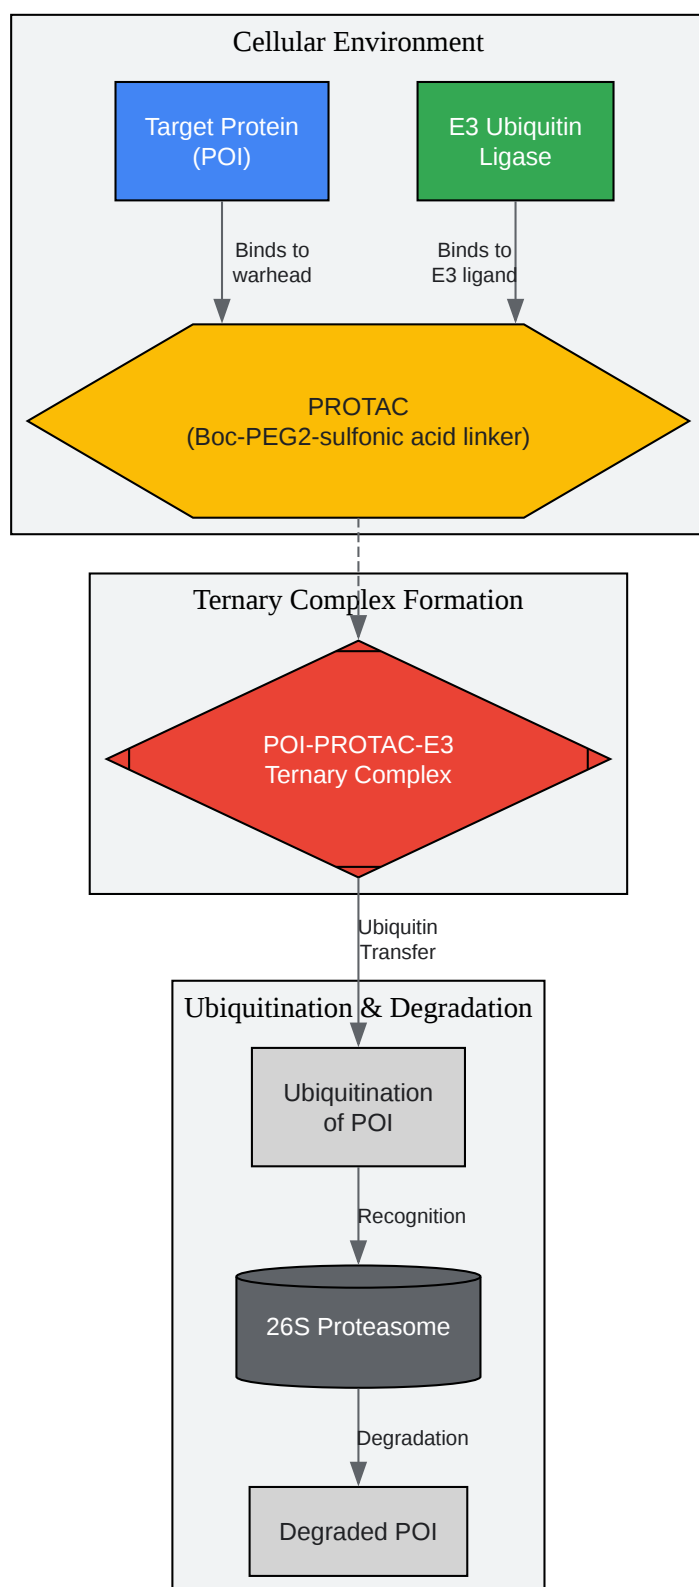 Cellular Environment
Target Protein
(POI)
E3 Ubiquitin
Ligase
Binds to
warhead
Binds to
E3 ligand
PROTAC
(Boc-PEG2-sulfonic acid linker)
Ternary Complex Formation
POI-PROTAC-E3
Ternary Complex
Ubiquitin
Transfer
Ubiquitination & Degradation
Ubiquitination
of POI
Recognition
26S Proteasome
Degradation
Degraded POI